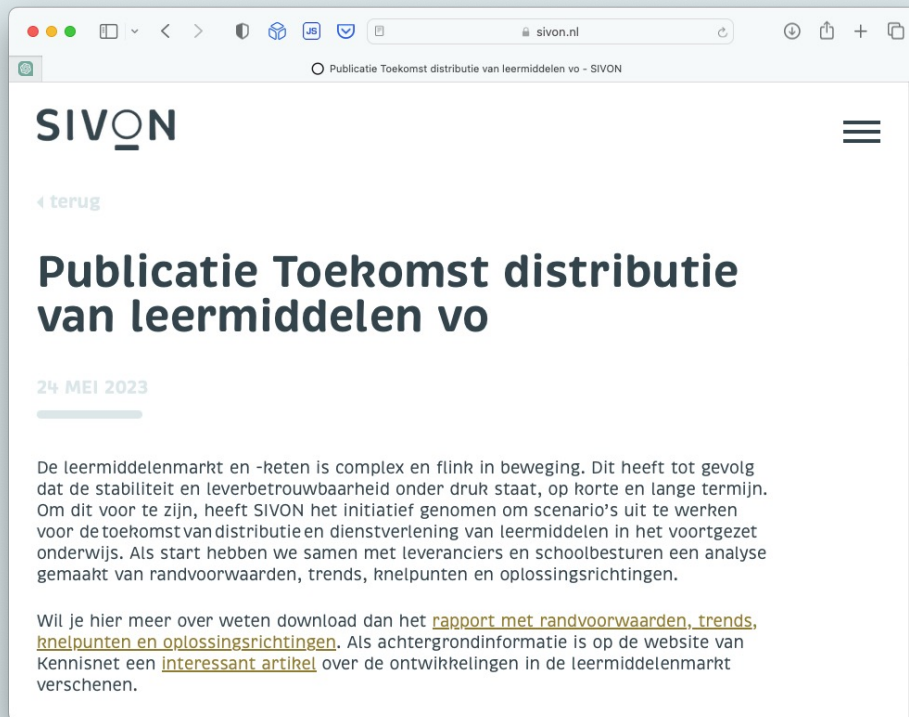 JS
sivon.nl
Publicatie Toekomst distributie van leermiddelen vo - SIVON
SIVON
terug
Publicatie Toekomst distributie
van leermiddelen vo
24 MEI 2023
De leermiddelenmarkt en -keten is complex en flink in beweging. Dit heeft tot gevolg
dat de stabiliteit en leverbetrouwbaarheid onder druk staat, op korte en lange termijn.
Om dit voor te zijn, heeft SIVON het initiatief genomen om scenario's uit te werken
voor de toekomst van distributie en dienstverlening van leermiddelen in het voortgezet
onderwijs. Als start hebben we samen met leveranciers en schoolbesturen een analyse
gemaakt van randvoorwaarden, trends, knelpunten en oplossingsrichtingen.
Wil je hier meer over weten download dan het rapport met randvoorwaarden, trends,
knelpunten en oplossingsrichtingen. Als achtergrondinformatie is op de website van
Kennisnet een interessant artikel over de ontwikkelingen in de leermiddelenmarkt
verschenen.